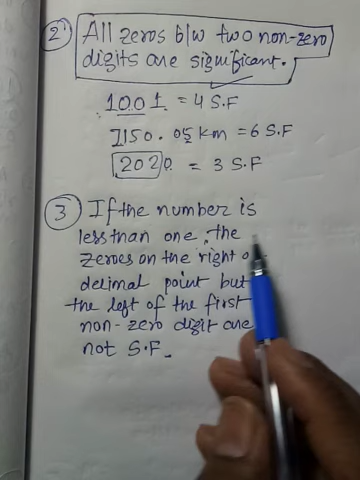 2 All zeros b/w two non-zero
digits are significant.
1001 = 4 S.F
7150.05 km = 6 S.F
2020 = 3 S.F
3 If the number is
less than one, the
zeroes on the right o
decimal point but
the left of the first
non-zero digit are
not S.F.